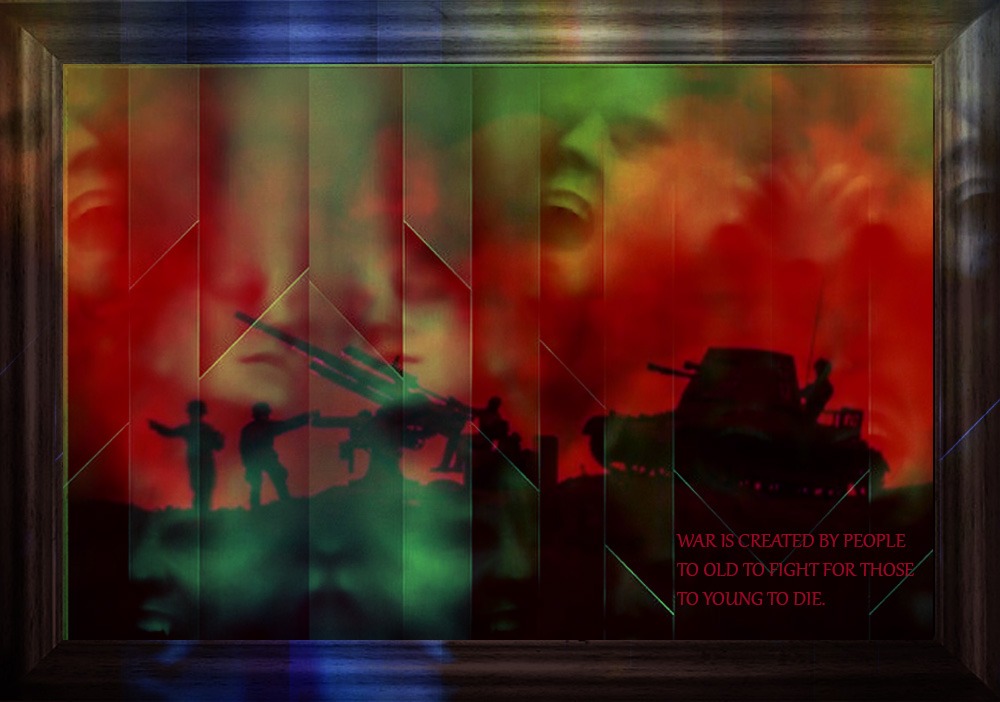 WAR IS CREATED BY PEOPLE
TO OLD TO FIGHT FOR THOSE
TO YOUNG TO DIE.